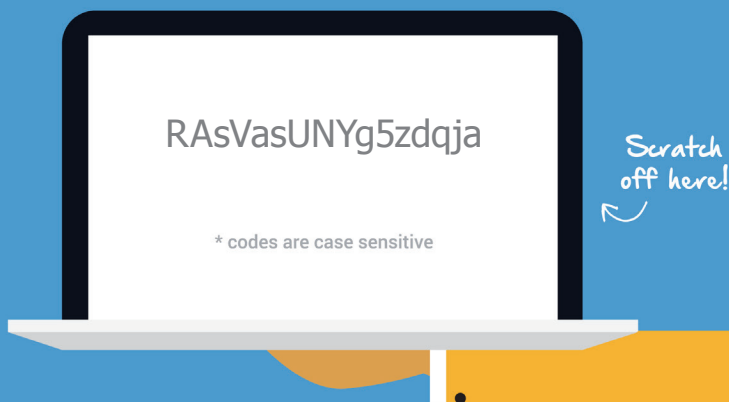 RAsVasUNYg5zdqja
Scratch
off here!
* codes are case sensitive